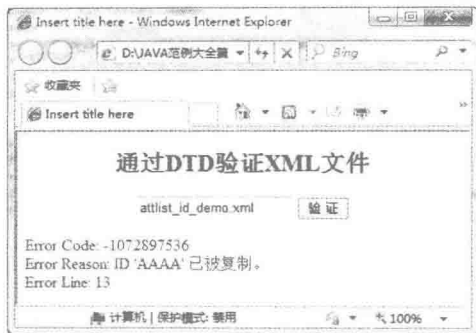 Insert title here - Windows Internet Explorer
D:\JAVA范例大全篇
Bing
收藏夹
Insert title here
通过DTD验证XML文件
attlist_id_demo.xml 验 证
Error Code: -1072897536
Error Reason: ID 'AAAA' 已被复制。
Error Line: 13
计算机 | 保护模式: 禁用
100%